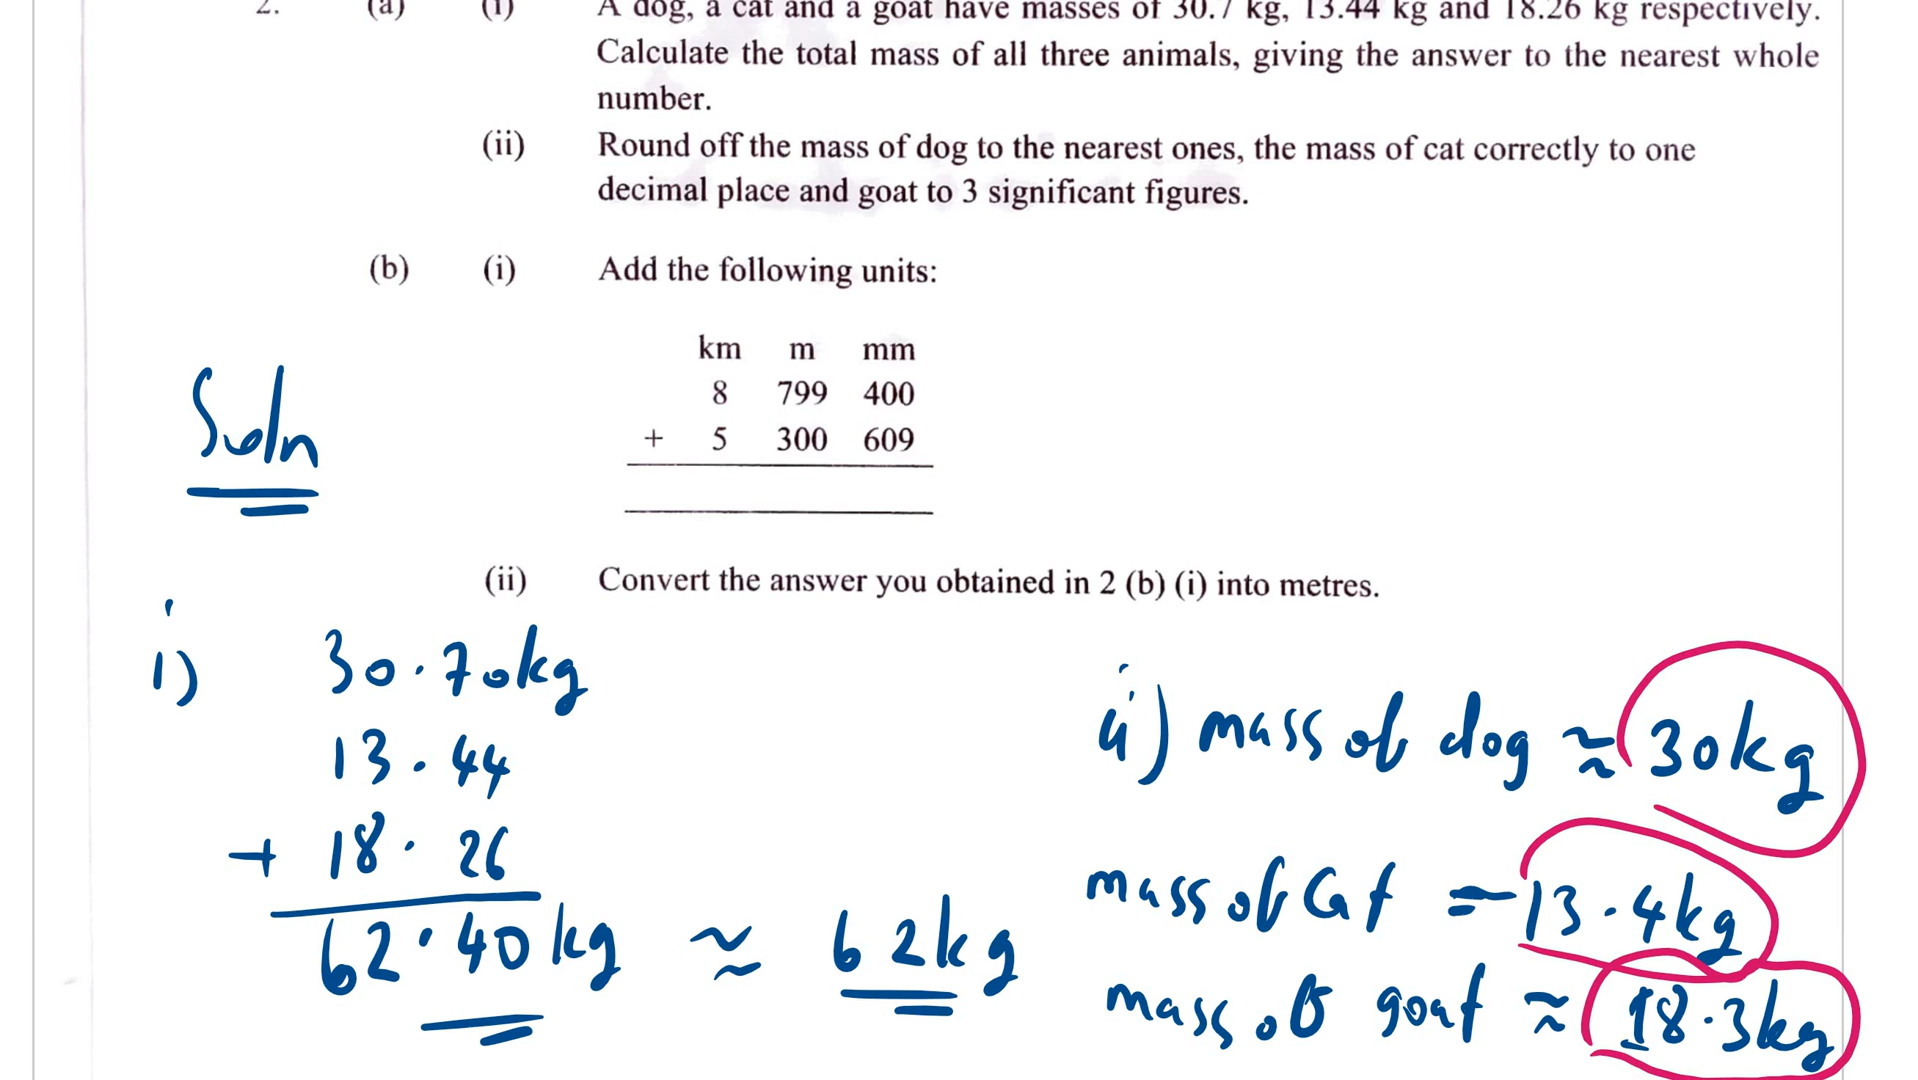 2. (a) (i) A dog, a cat and a goat have masses of 30.7 kg, 13.44 kg and 18.26 kg respectively.
Calculate the total mass of all three animals, giving the answer to the nearest whole
number.
(ii) Round off the mass of dog to the nearest ones, the mass of cat correctly to one
decimal place and goat to 3 significant figures.
(b) (i) Add the following units:
km m mm
8 799 400
+ 5 300 609
Soln
(ii) Convert the answer you obtained in 2 (b) (i) into metres.
i) 30.70kg
13.44
+ 18.26
62.40kg ≈ 62kg
ii) mass of dog ≈ 30kg
mass of Cat = 13.4kg
mass of goat ≈ 18.3kg